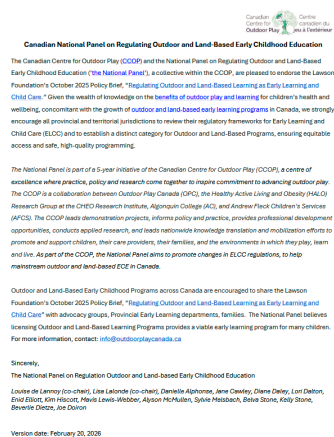 Canadian
Centre for
Outdoor Play
Centre
canadien du
jeu à l'extérieur
Canadian National Panel on Regulating Outdoor and Land-Based Early Childhood Education
The Canadian Centre for Outdoor Play (CCOP) and the National Panel on Regulating Outdoor and Land-Based
Early Childhood Education ("the National Panel"), a collective within the CCOP, are pleased to endorse the Lawson
Foundation's October 2025 Policy Brief, "Regulating Outdoor and Land-Based Learning as Early Learning and
Child Care." Given the wealth of knowledge on the benefits of outdoor play and learning for children's health and
wellbeing, concomitant with the growth of outdoor and land-based early learning programs in Canada, we strongly
encourage all provincial and territorial jurisdictions to review their regulatory frameworks for Early Learning and
Child Care (ELCC) and to establish a distinct category for Outdoor and Land-Based Programs, ensuring equitable
access and safe, high-quality programming.
The National Panel is part of a 5-year initiative of the Canadian Centre for Outdoor Play (CCOP), a centre of
excellence where practice, policy and research come together to inspire commitment to advancing outdoor play.
The CCOP is a collaboration between Outdoor Play Canada (OPC), the Healthy Active Living and Obesity (HALO)
Research Group at the CHEO Research Institute, Algonquin College (AC), and Andrew Fleck Children's Services
(AFCS). The CCOP leads demonstration projects, informs policy and practice, provides professional development
opportunities, conducts applied research, and leads nationwide knowledge translation and mobilization efforts to
promote and support children, their care providers, their families, and the environments in which they play, learn
and live. As part of the CCOP, the National Panel aims to promote changes in ELCC regulations, to help
mainstream outdoor and land-based ECE in Canada.
Outdoor and Land-Based Childhood Programs across Canada are encouraged to share the Lawson
Foundation's October 2025 Policy Brief, "Regulating Outdoor and Land-Based Learning as Early Learning and
Child Care" with advocacy groups, Provincial Early Learning departments, families. The National Panel believes
licensing Outdoor and Land-Based Learning Programs provides a viable early learning program for many children.
For more information, contact: info@outdoorplaycanada.ca
Sincerely,
The National Panel on Regulation Outdoor and Land-based Early Childhood Education
Louise de Lannoy (co-chair), Lise Lalonde (co-chair), Danielle Alphonse, Jane Cawley, Diane Daley, Lori Dalton,
Enid Elliott, Kim Hiscott, Mavis Lewis-Webber, Alyson McMullen, Sylvie Melsbach, Belva Stone, Kelly Stone,
Beverlie Dietze, Joe Doiron
Version date: February 20, 2026